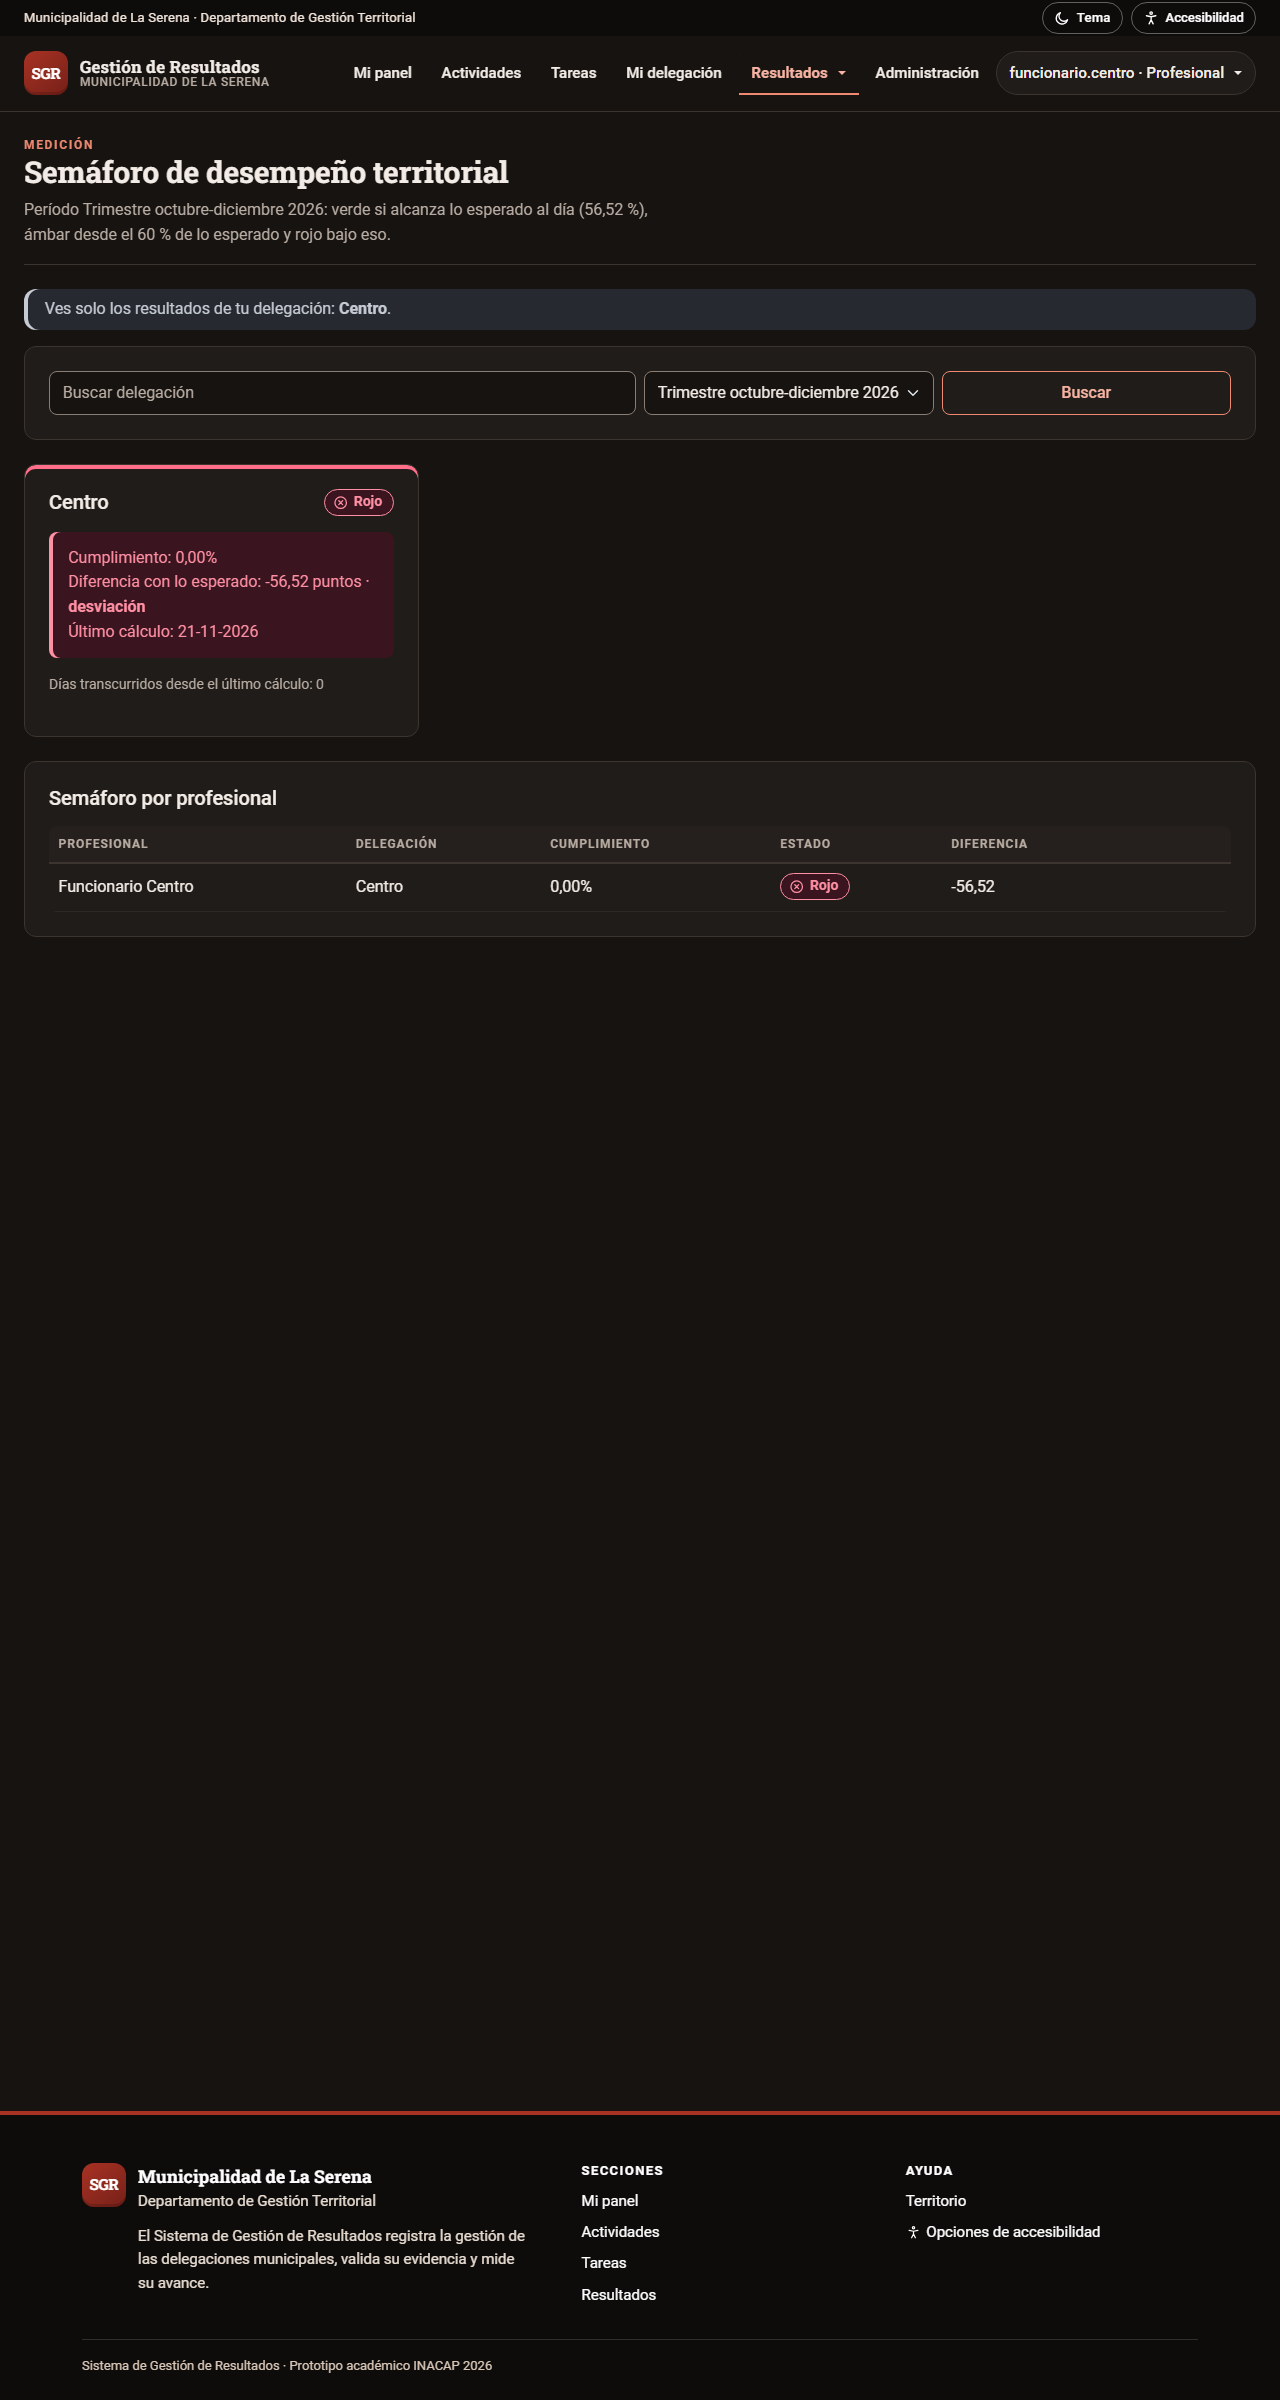 Municipalidad de La Serena · Departamento de Gestión Territorial
Tema
Accesibilidad
SGR
Gestión de Resultados
MUNICIPALIDAD DE LA SERENA
Mi panel
Actividades
Tareas
Mi delegación
Resultados
Administración
funcionario.centro · Profesional
MEDICIÓN
Semáforo de desempeño territorial
Período Trimestre octubre-diciembre 2026: verde si alcanza lo esperado al día (56,52 %),
ámbar desde el 60 % de lo esperado y rojo bajo eso.
Ves solo los resultados de tu delegación: Centro.
Buscar delegación
Trimestre octubre-diciembre 2026
Buscar
Centro
Rojo
Cumplimiento: 0,00%
Diferencia con lo esperado: -56,52 puntos ·
desviación
Último cálculo: 21-11-2026
Días transcurridos desde el último cálculo: 0
Semáforo por profesional
PROFESIONAL
DELEGACIÓN
CUMPLIMIENTO
ESTADO
DIFERENCIA
Funcionario Centro
Centro
0,00%
Rojo
-56,52
SGR
Municipalidad de La Serena
Departamento de Gestión Territorial
El Sistema de Gestión de Resultados registra la gestión de
las delegaciones municipales, valida su evidencia y mide
su avance.
SECCIONES
Mi panel
Actividades
Tareas
Resultados
AYUDA
Territorio
Opciones de accesibilidad
Sistema de Gestión de Resultados · Prototipo académico INACAP 2026